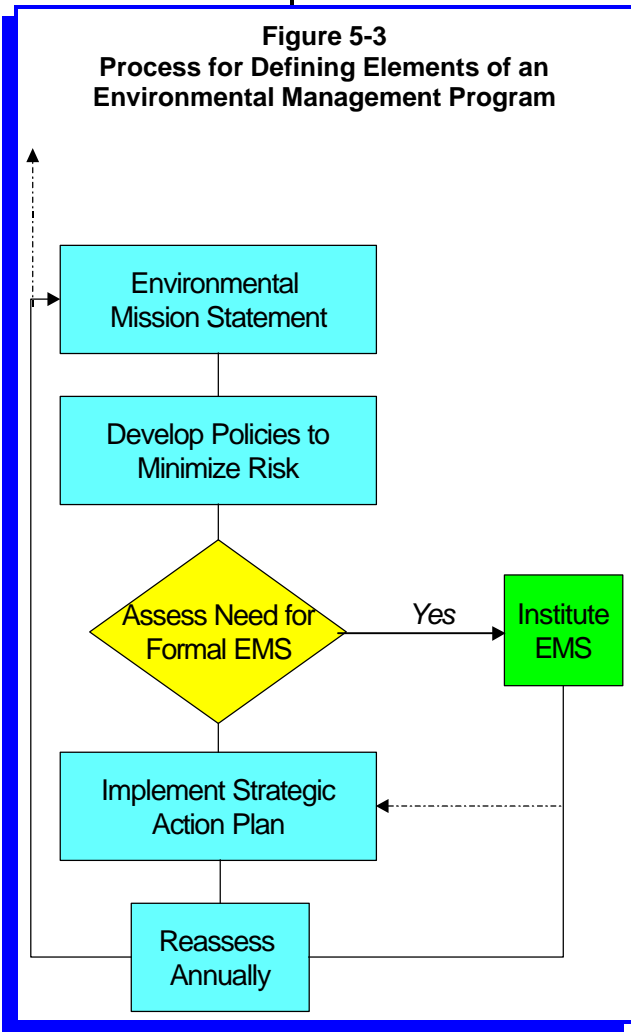 Figure 5-3
Process for Defining Elements of an
Environmental Management Program
Environmental
Mission Statement
Develop Policies to
Minimize Risk
Assess Need for
Formal EMS
Yes
Institute
EMS
Implement Strategic
Action Plan
Reassess
Annually